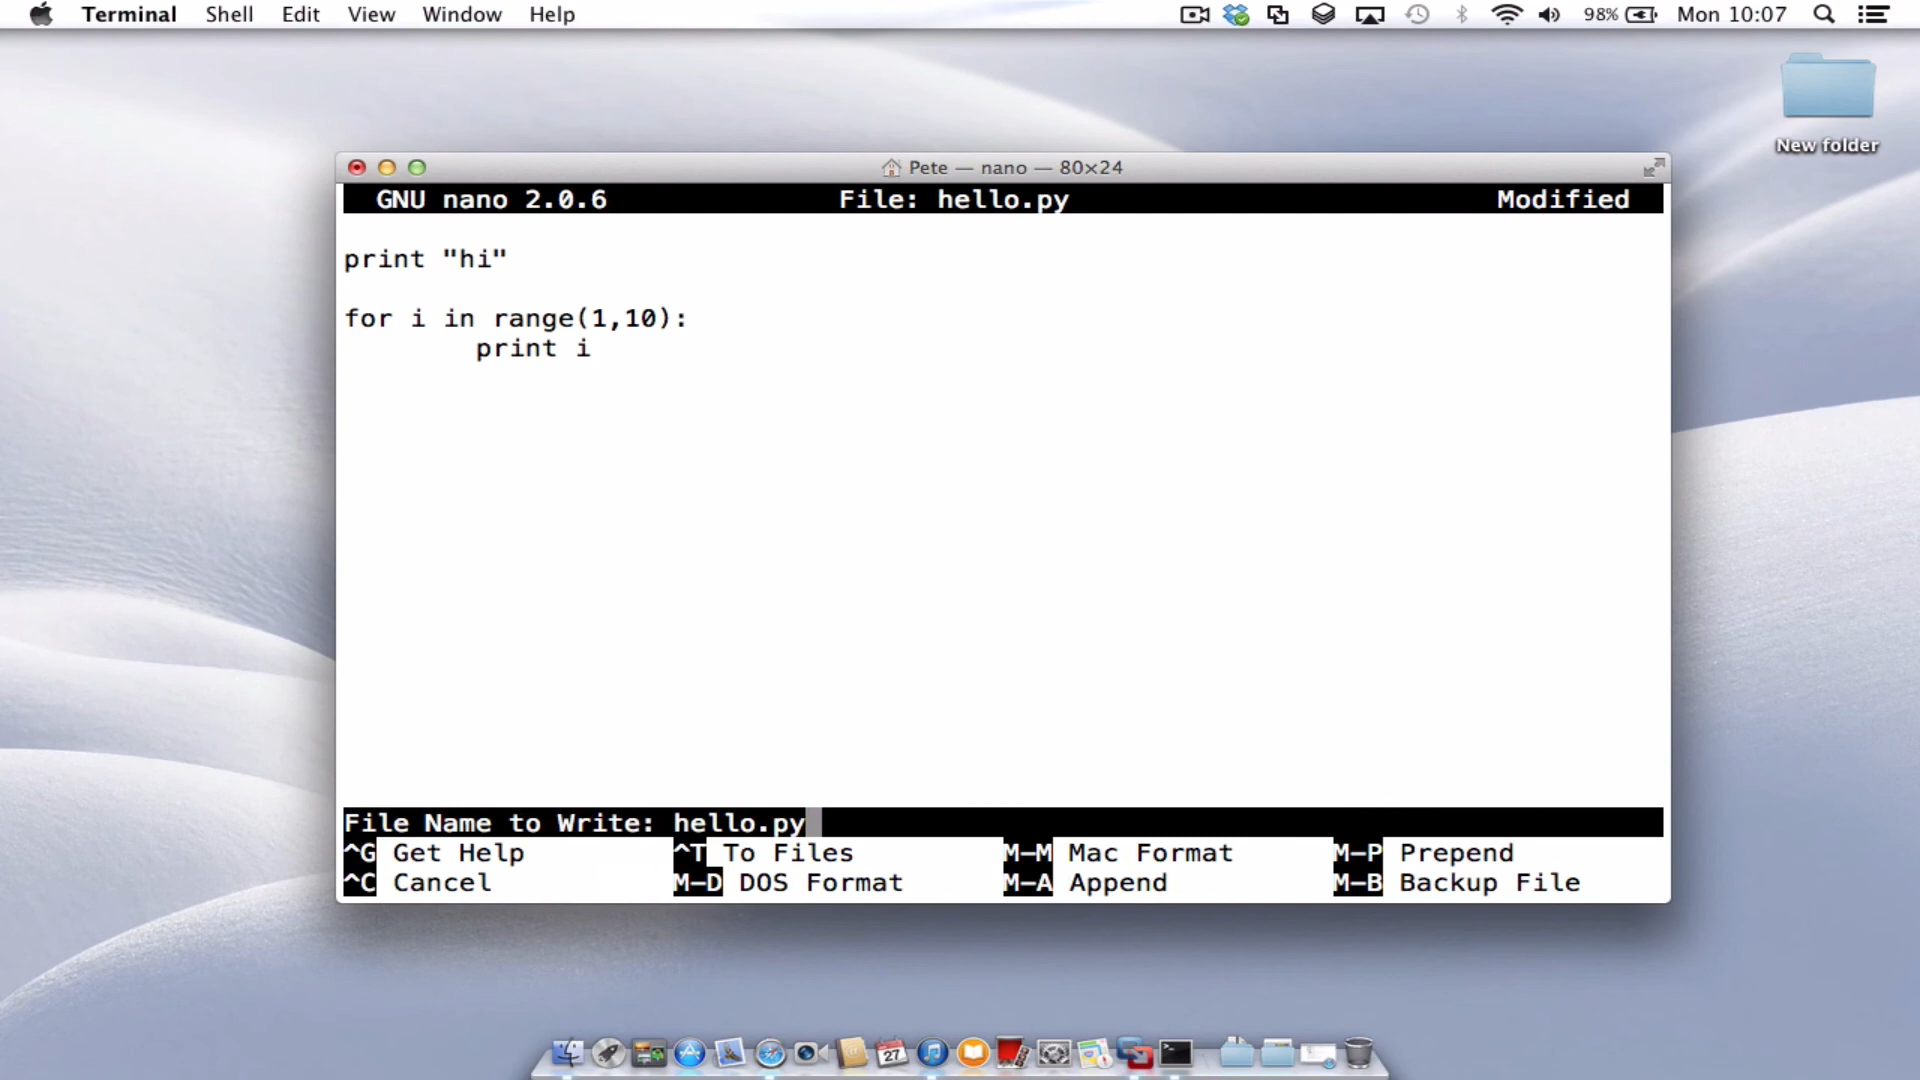 Terminal Shell Edit View Window Help 98% Mon 10:07
New folder
Pete — nano — 80×24
GNU nano 2.0.6 File: hello.py Modified
print "hi"
for i in range(1,10):
print i
File Name to Write: hello.py
^G Get Help ^T To Files M-M Mac Format M-P Prepend
^C Cancel M-D DOS Format M-A Append M-B Backup File
27